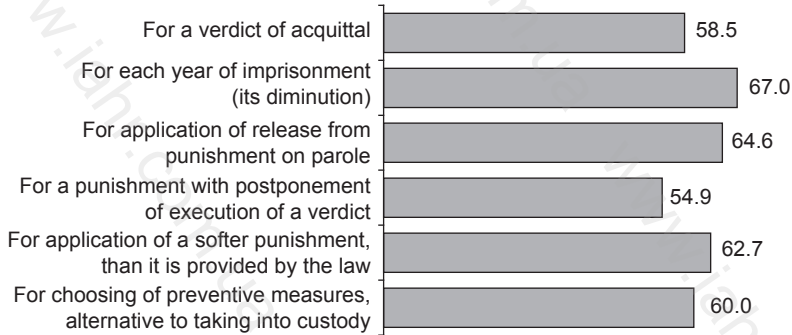 For a verdict of acquittal
58.5
For each year of imprisonment
(its diminution)
67.0
For application of release from
punishment on parole
64.6
For a punishment with postponement
of execution of a verdict
54.9
For application of a softer punishment,
than it is provided by the law
62.7
For choosing of preventive measures,
alternative to taking into custody
60.0